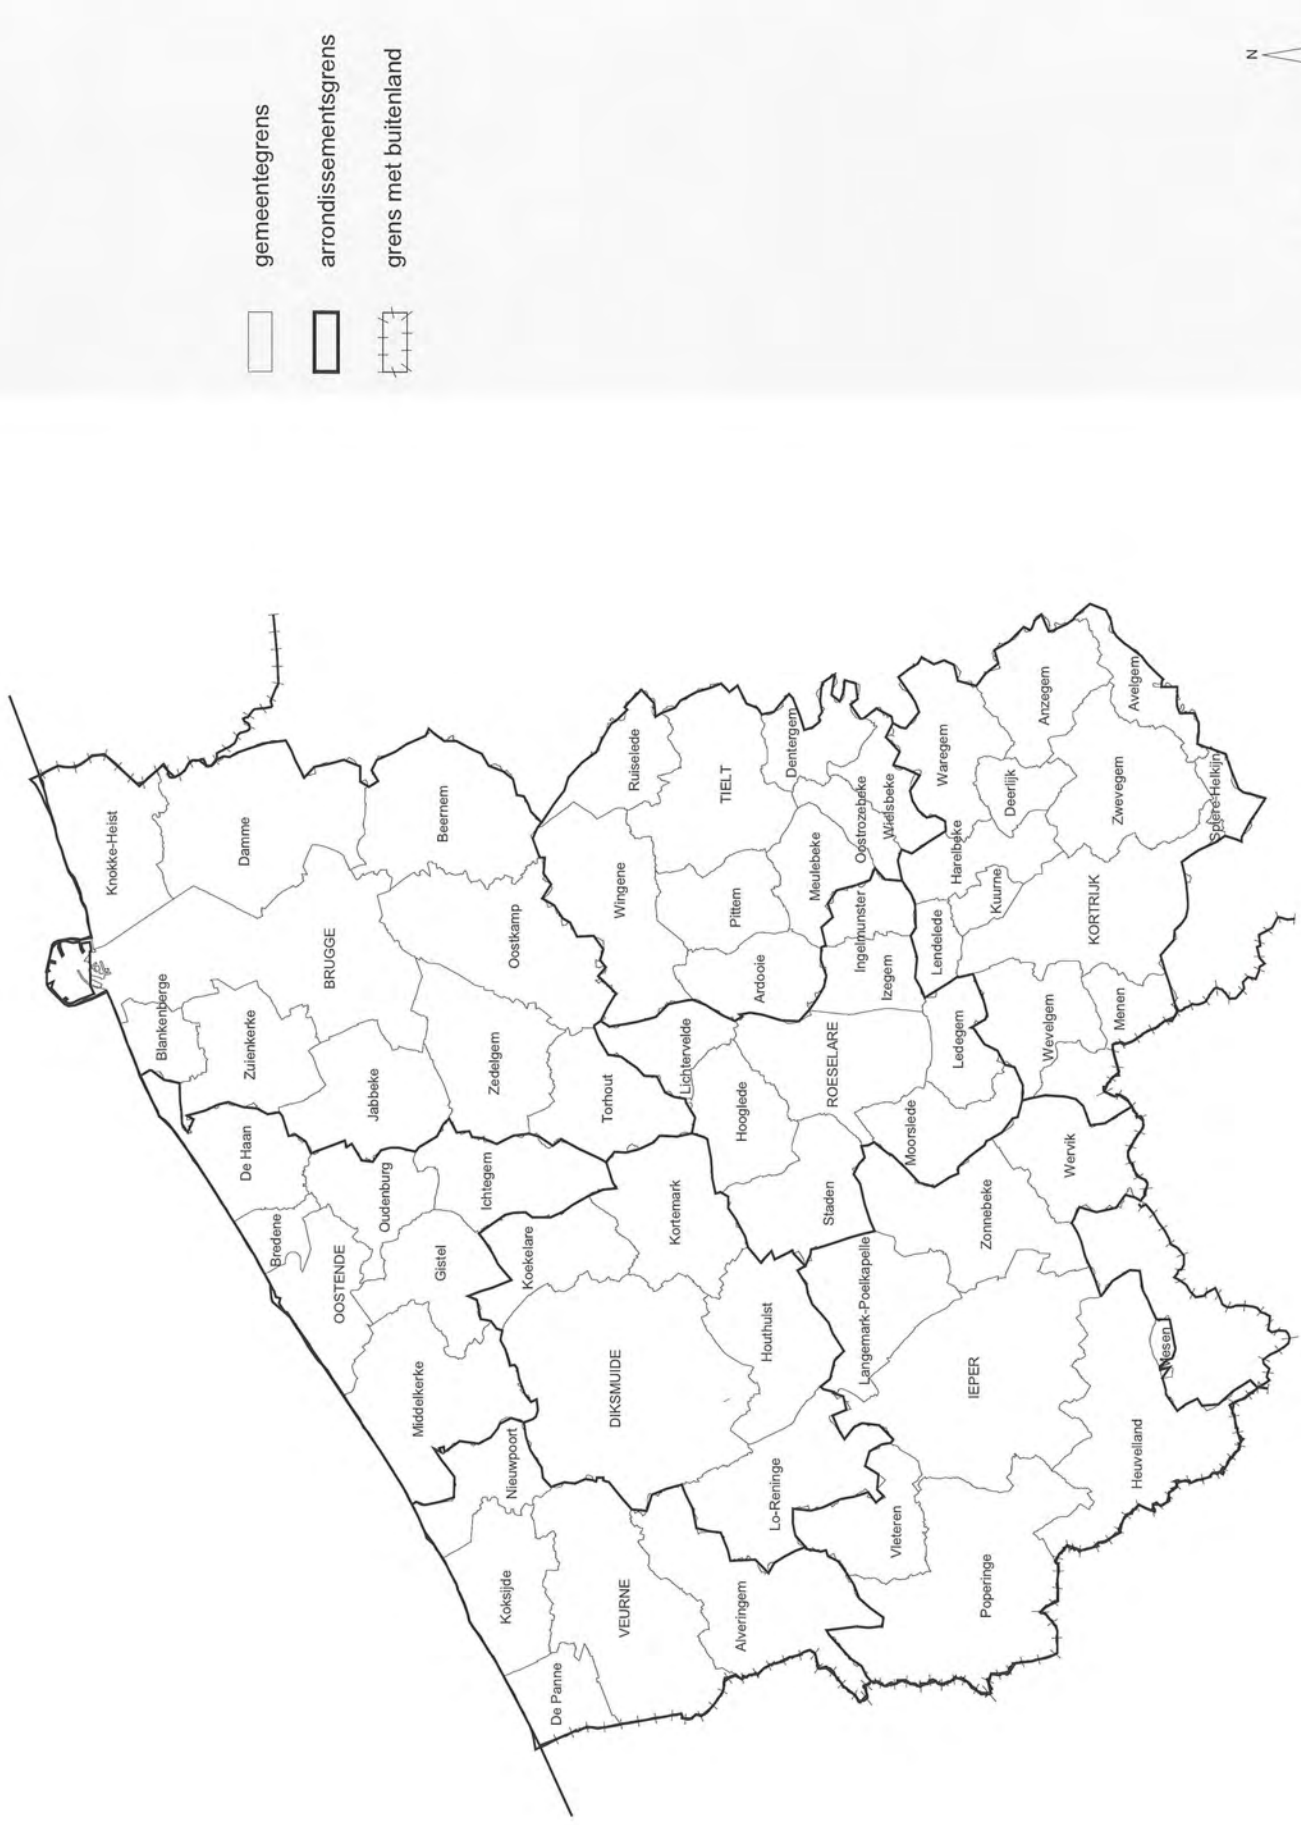 gemeentegrens
arrondissementsgrens
grens met buitenland
N
Knokke-Heist
Damme
Blankenberge
BRUGGE
Zuienkerke
Beernem
Jabbeke
Oostkamp
De Haan
Zedelgem
Bredene
Oudenburg
OOSTENDE
Ichtegem
Torhout
Gistel
Middelkerke
Koekelare
Kortemark
Nieuwpoort
Koksijde
DIKSMUIDE
De Panne
VEURNE
Houthulst
Lo-Reninge
Alveringem
Ruiselede
Wingene
TIELT
Pittem
Dentergem
Meulebeke
Oostrozebeke
Wielsbeke
Ardooie
Lichtervelde
Hooglede
ROESELARE
Ingelmunster
Izegem
Ledegem
Moorslede
Staden
Waregem
Anzegem
Avelgem
Deerlijk
Harelbeke
Zwevegem
Spiere-Helkijn
Kuurne
Lendelede
KORTRIJK
Wevelgem
Menen
Wervik
Zonnebeke
Langemark-Poelkapelle
IEPER
Mesen
Heuvelland
Vleteren
Poperinge